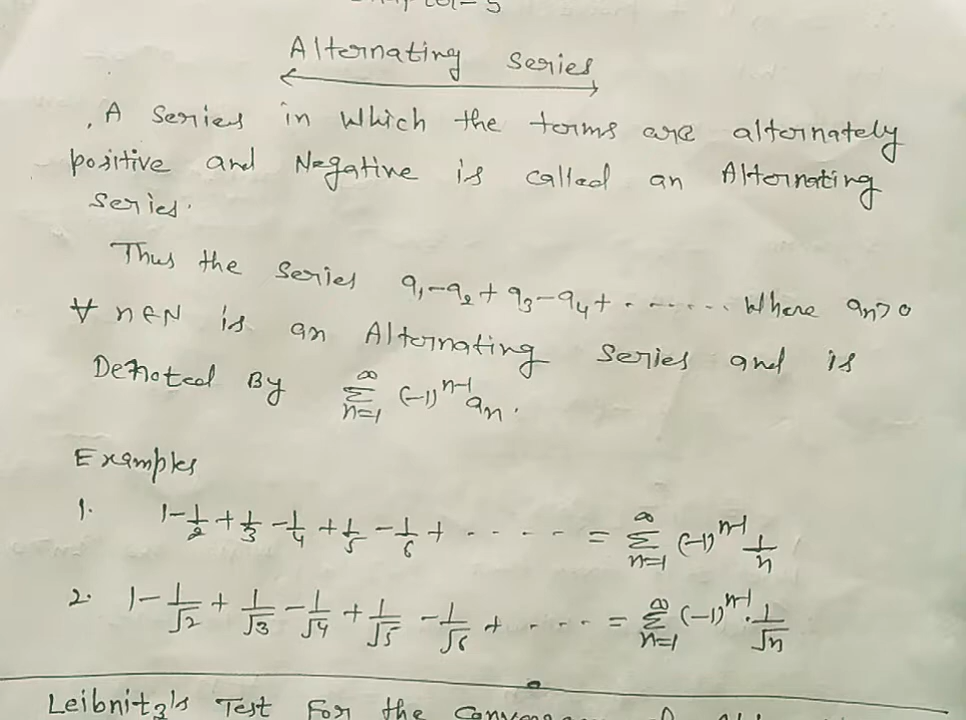 Alternating Series
A Series in Which the terms are alternately
positive and Negative is called an Alternating
Series.
Thus the Series a₁-a₂+a₃-a₄+ ....... Where aₙ>0
∀ n∈N is an Alternating Series and is
Denoted By ∑_{n=1}^{∞} (-1)^{n-1} aₙ.
Examples
1. 1-1/2+1/3-1/4+1/5-1/6+ ..... = ∑_{n=1}^{∞} (-1)^{n-1} 1/n
2. 1-1/√2+1/√3-1/√4+1/√5-1/√6+ .... = ∑_{n=1}^{∞} (-1)^{n-1}.1/√n
Leibnitz's Test For the